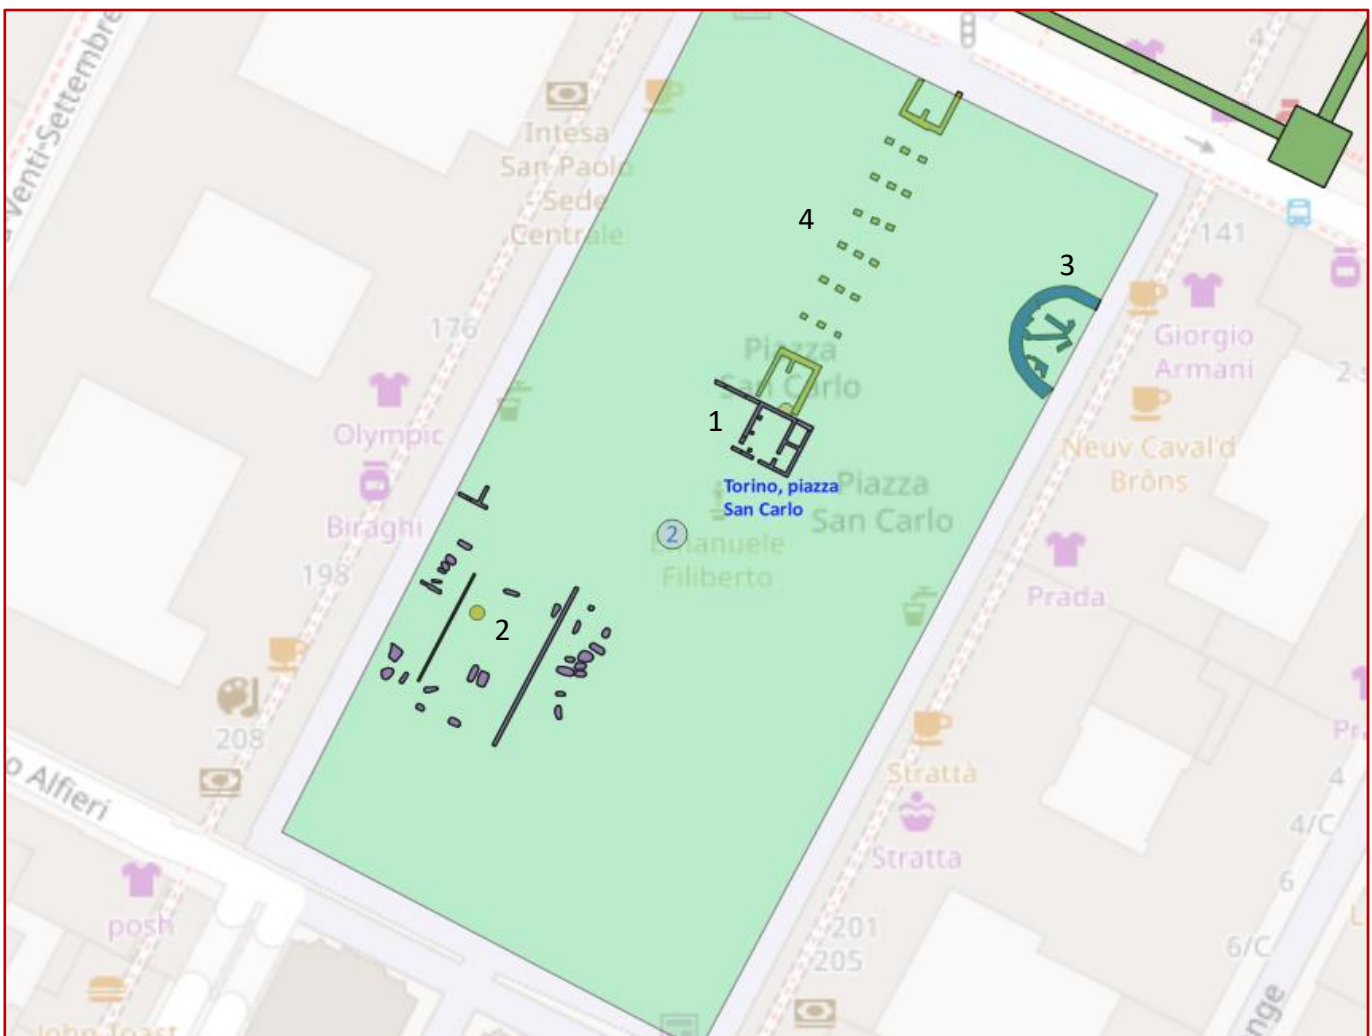 Venti-Settembre
Intesa
San Paolo
- Sede
Centrale
4
141
4
3
176
Giorgio
Armani
Piazza
San Carlo
1
Olympic
Neuv Caval'd
Brôns
Torino, piazza
San Carlo
Piazza
San Carlo
2
Emanuele
Filiberto
Biraghi
198
Prada
2
208
o Alfieri
Strattà
Stratta
4
4/C
6
6/C
posh
201
205
John Toast